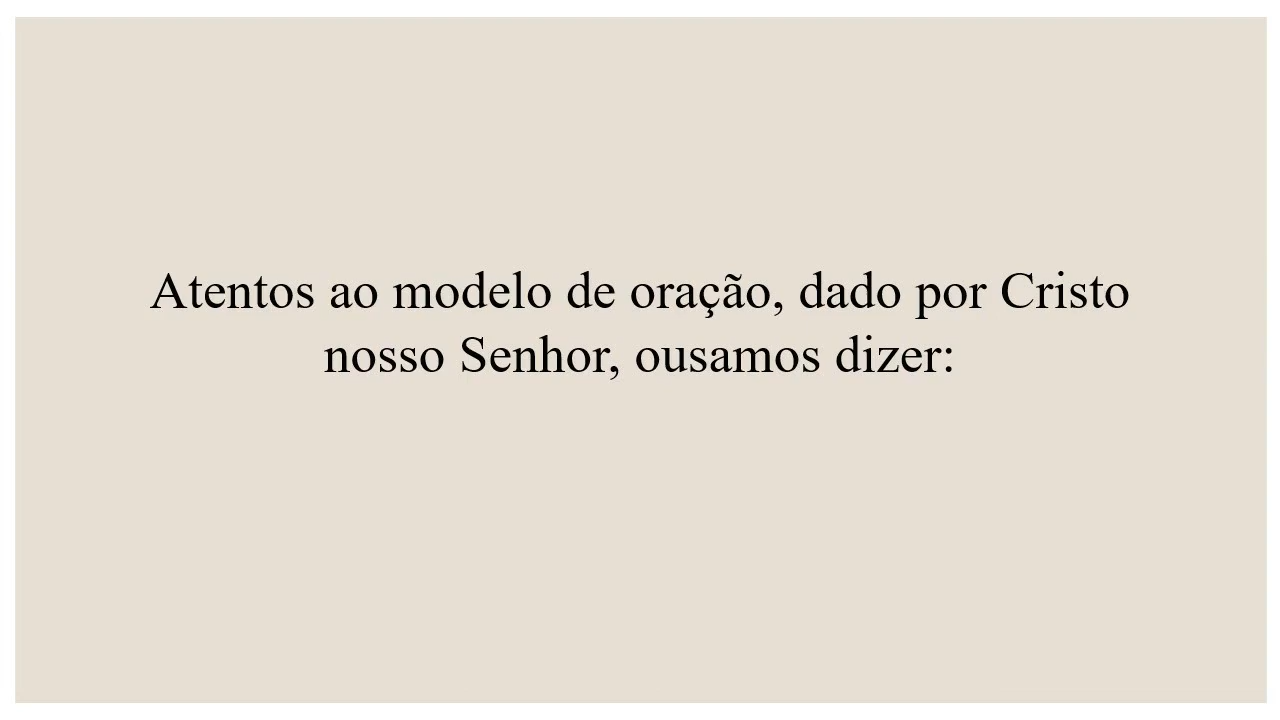 Atentos ao modelo de oração, dado por Cristo
nosso Senhor, ousamos dizer: